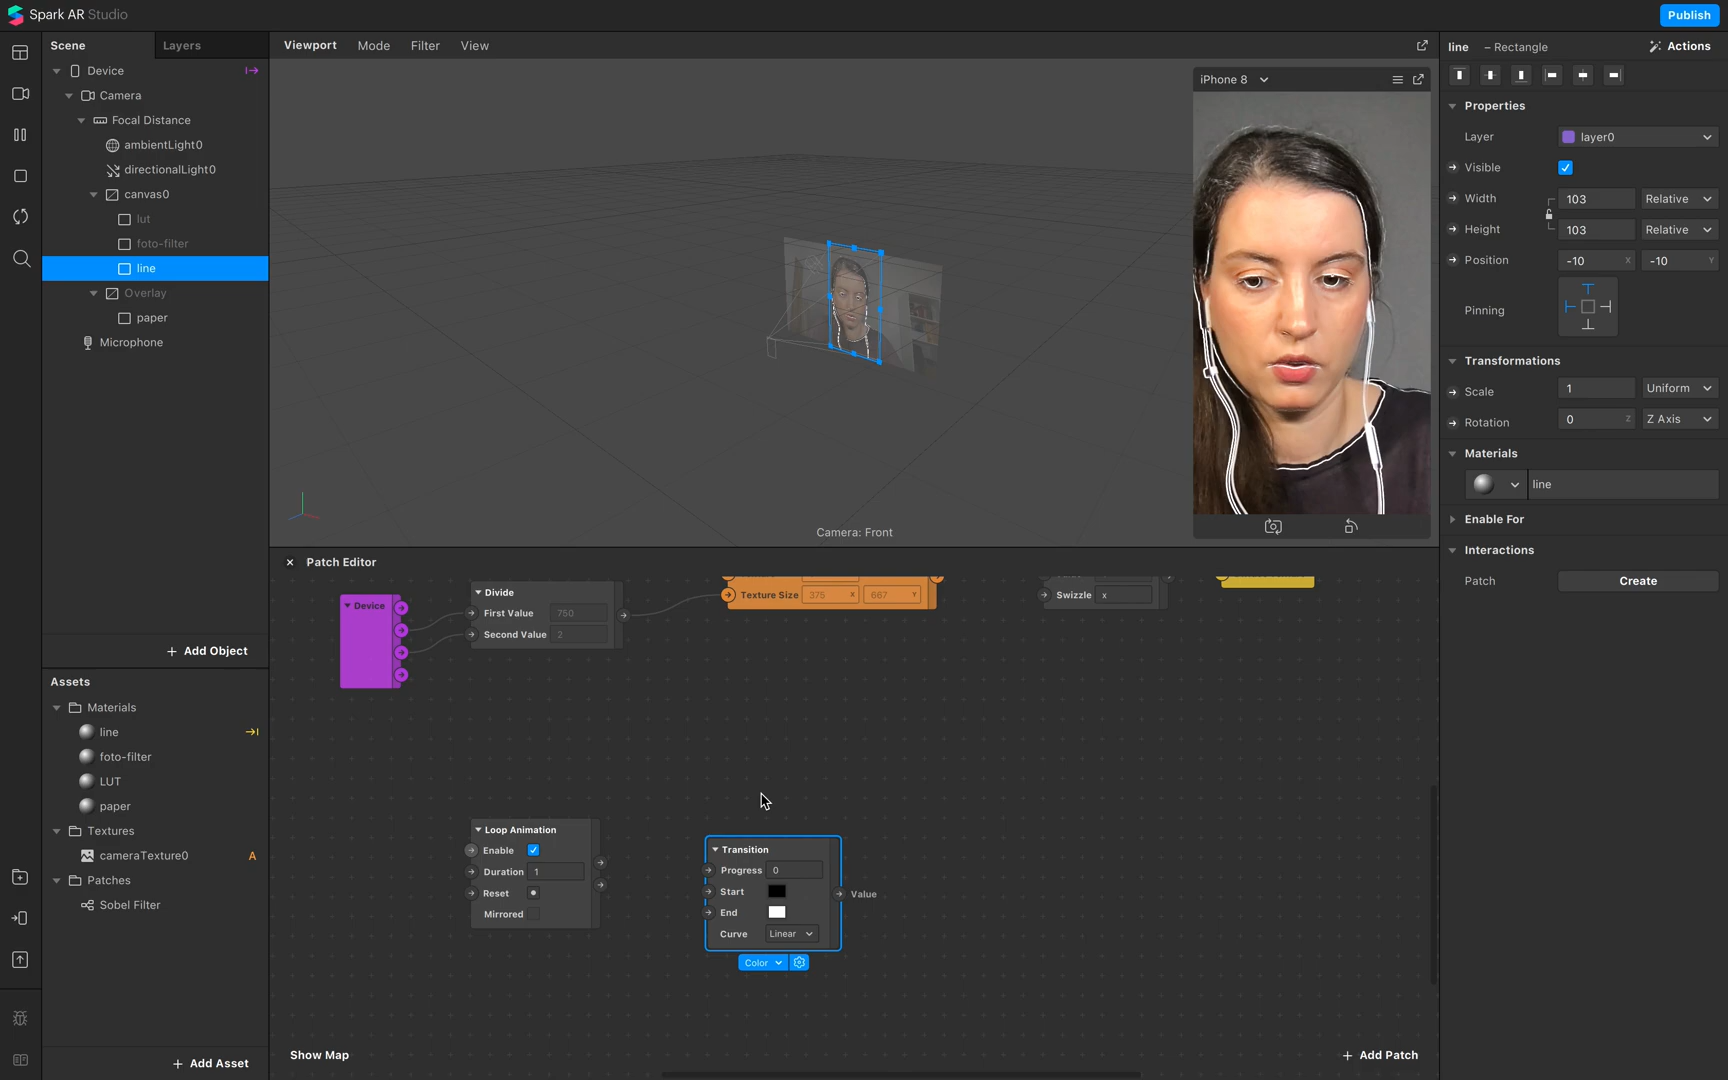 Spark AR Studio
Publish
Scene
Layers
Device
Camera
Focal Distance
ambientLight0
directionalLight0
canvas0
lut
foto-filter
line
Overlay
paper
Microphone
+ Add Object
Assets
Materials
line
foto-filter
LUT
paper
Textures
cameraTexture0 A
Patches
Sobel Filter
+ Add Asset
Viewport Mode Filter View
iPhone 8
Camera: Front
Patch Editor
Device
Divide
First Value 750
Second Value 2
Texture Size 375 X 667 Y
Swizzle x
Loop Animation
Enable
Duration 1
Reset
Mirrored
Transition
Progress 0
Start
End
Curve Linear
Value
Color
Show Map
+ Add Patch
line – Rectangle
Actions
Properties
Layer layer0
Visible
Width 103 Relative
Height 103 Relative
Position -10 X -10 Y
Pinning
Transformations
Scale 1 Uniform
Rotation 0 Z Z Axis
Materials
line
Enable For
Interactions
Patch Create